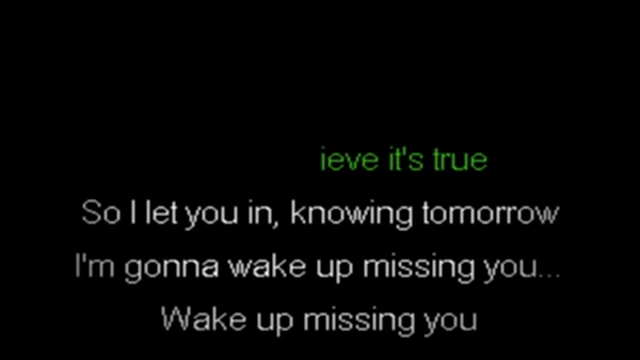 ieve it's true
So I let you in, knowing tomorrow
I'm gonna wake up missing you...
Wake up missing you